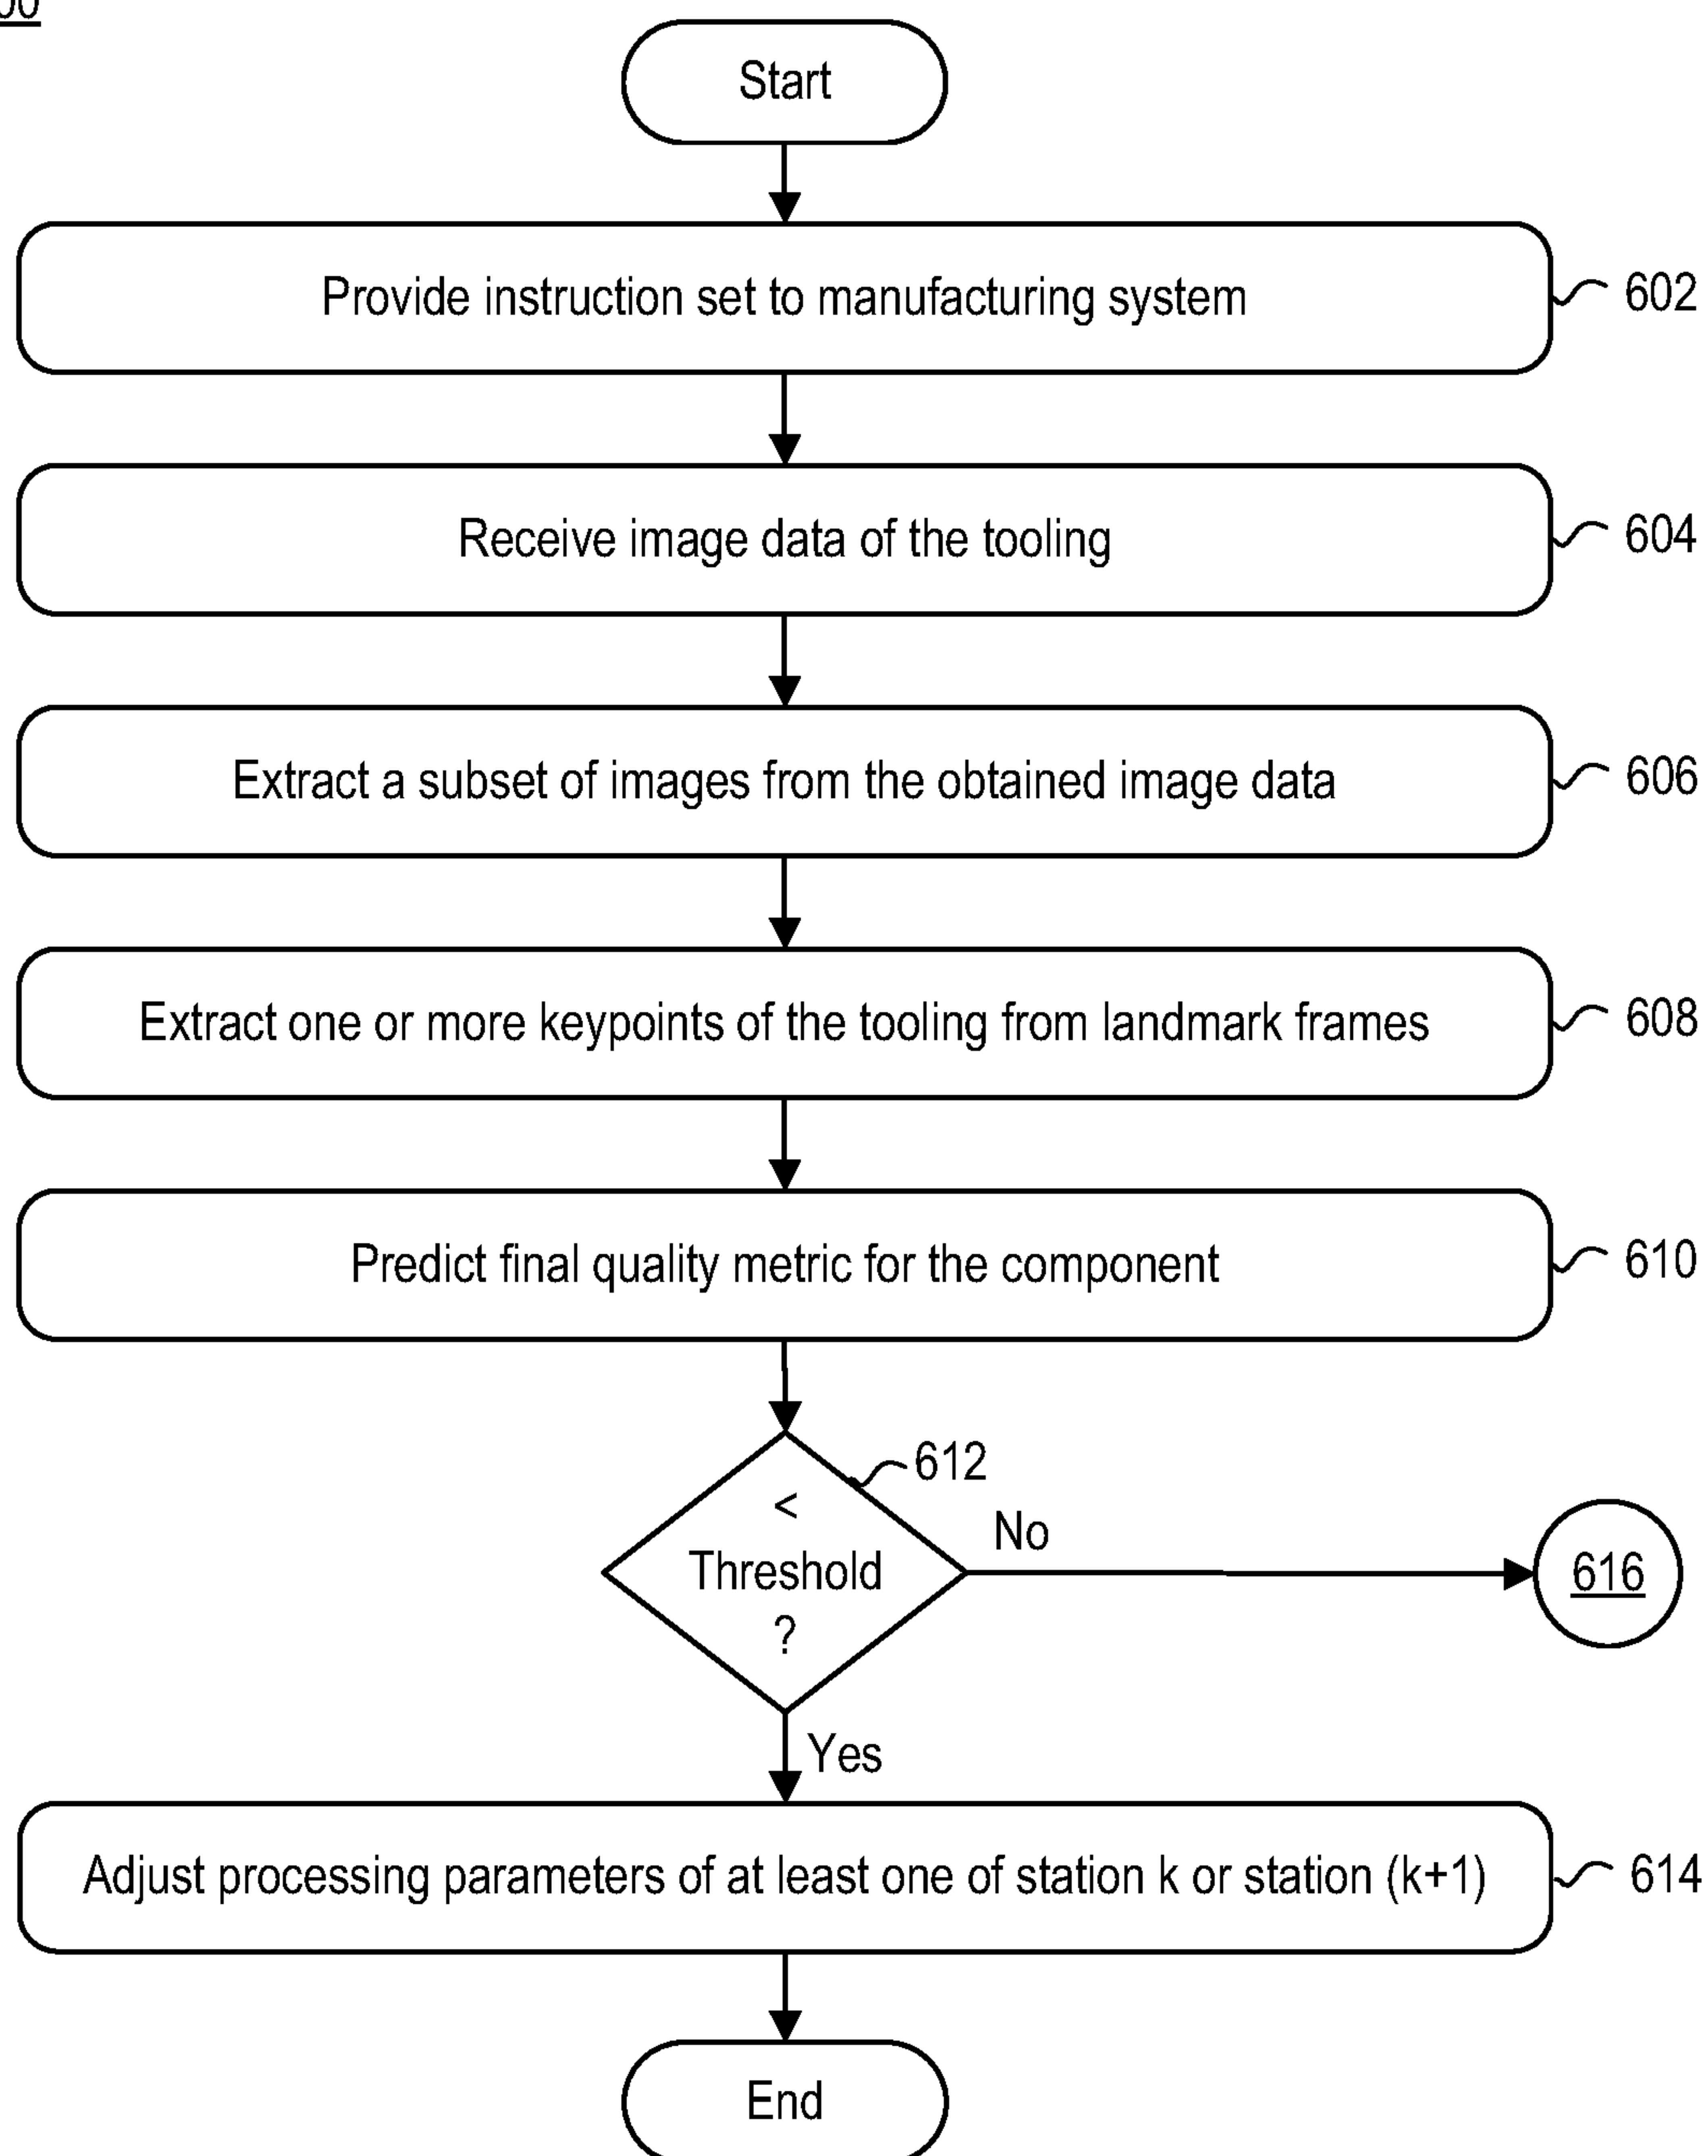 Start
Provide instruction set to manufacturing system
602
Receive image data of the tooling
604
Extract a subset of images from the obtained image data
606
Extract one or more keypoints of the tooling from landmark frames
608
Predict final quality metric for the component
610
612
<
Threshold
?
No
616
Yes
Adjust processing parameters of at least one of station k or station (k+1)
614
End